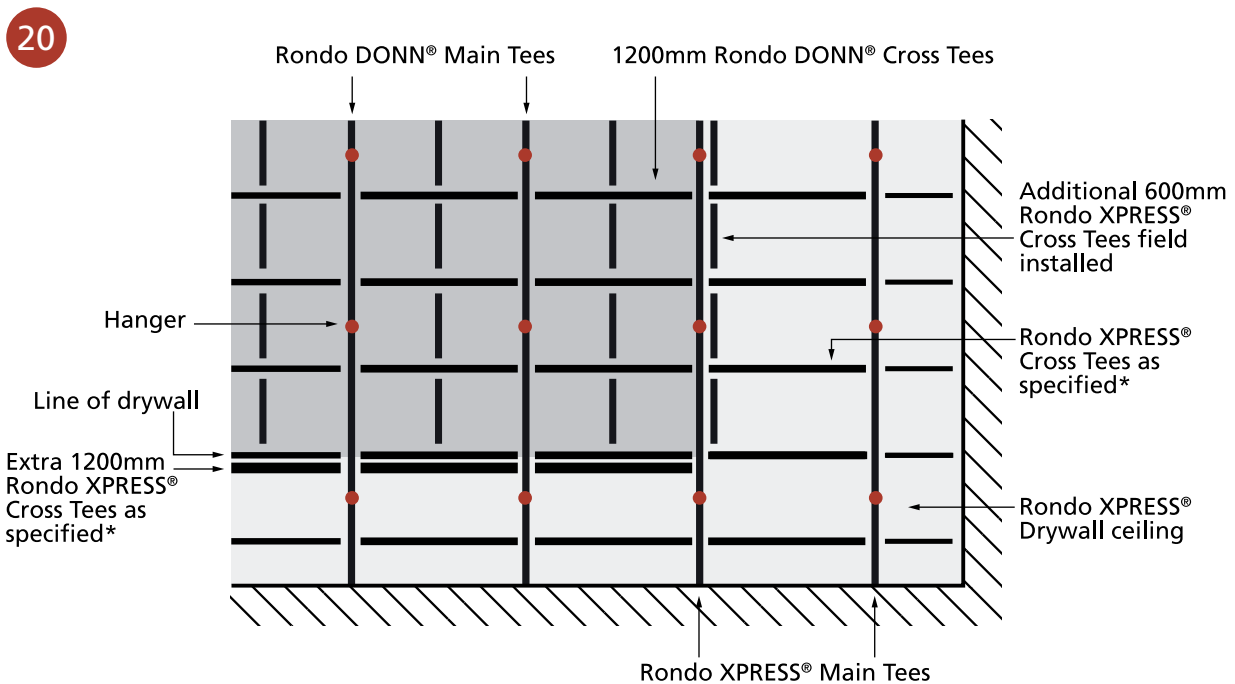 20
Rondo DONN® Main Tees
1200mm Rondo DONN® Cross Tees
Additional 600mm
Rondo XPRESS®
Cross Tees field
installed
Hanger
Rondo XPRESS®
Cross Tees as
specified*
Line of drywall
Extra 1200mm
Rondo XPRESS®
Cross Tees as
specified*
Rondo XPRESS®
Drywall ceiling
Rondo XPRESS® Main Tees